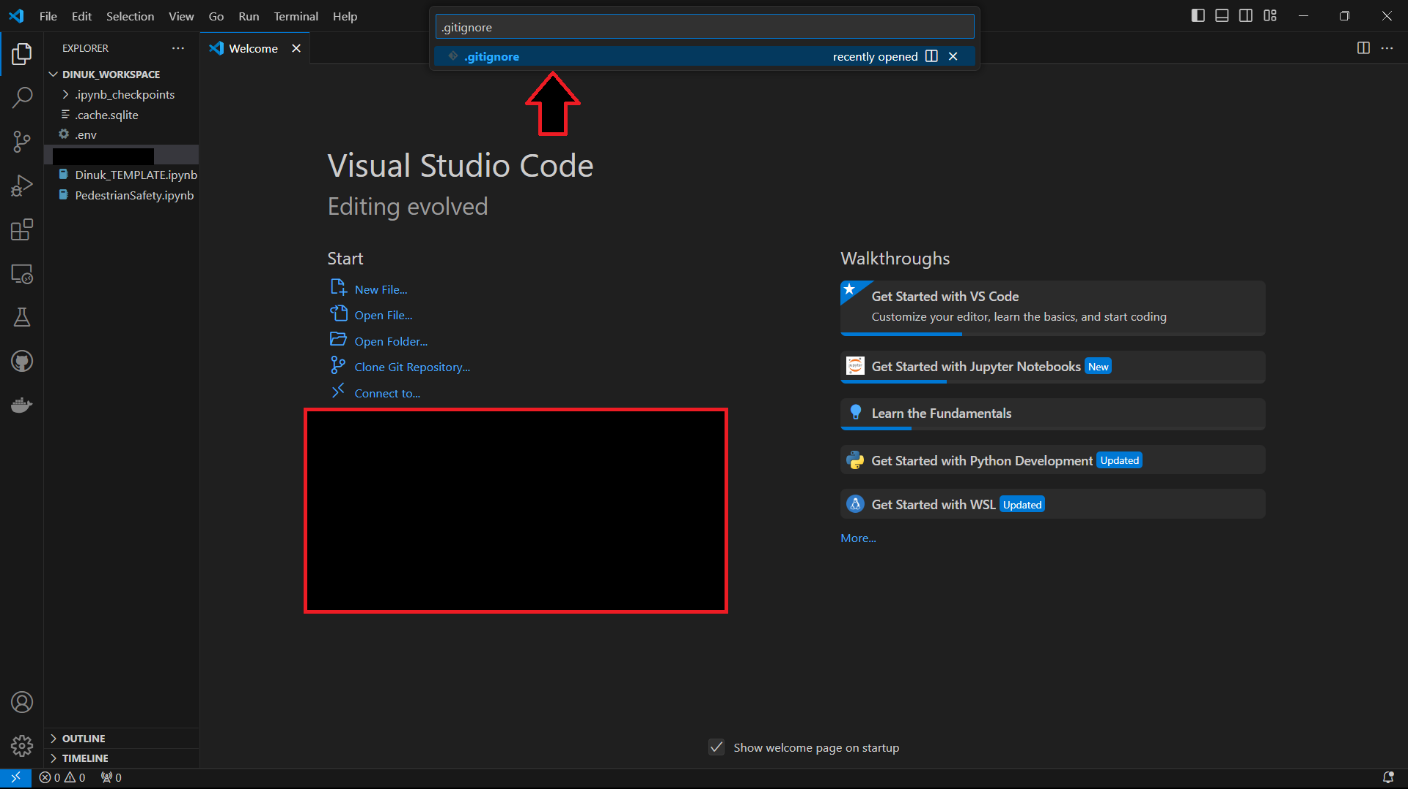 File Edit Selection View Go Run Terminal Help
.gitignore
.gitignore recently opened
EXPLORER
Welcome
DINUK_WORKSPACE
.ipynb_checkpoints
.cache.sqlite
.env
Dinuk_TEMPLATE.ipynb
PedestrianSafety.ipynb
Visual Studio Code
Editing evolved
Start
New File...
Open File...
Open Folder...
Clone Git Repository...
Connect to...
Walkthroughs
Get Started with VS Code
Customize your editor, learn the basics, and start coding
Get Started with Jupyter Notebooks New
Learn the Fundamentals
Get Started with Python Development Updated
Get Started with WSL Updated
More...
Show welcome page on startup
OUTLINE
TIMELINE
0 0 0